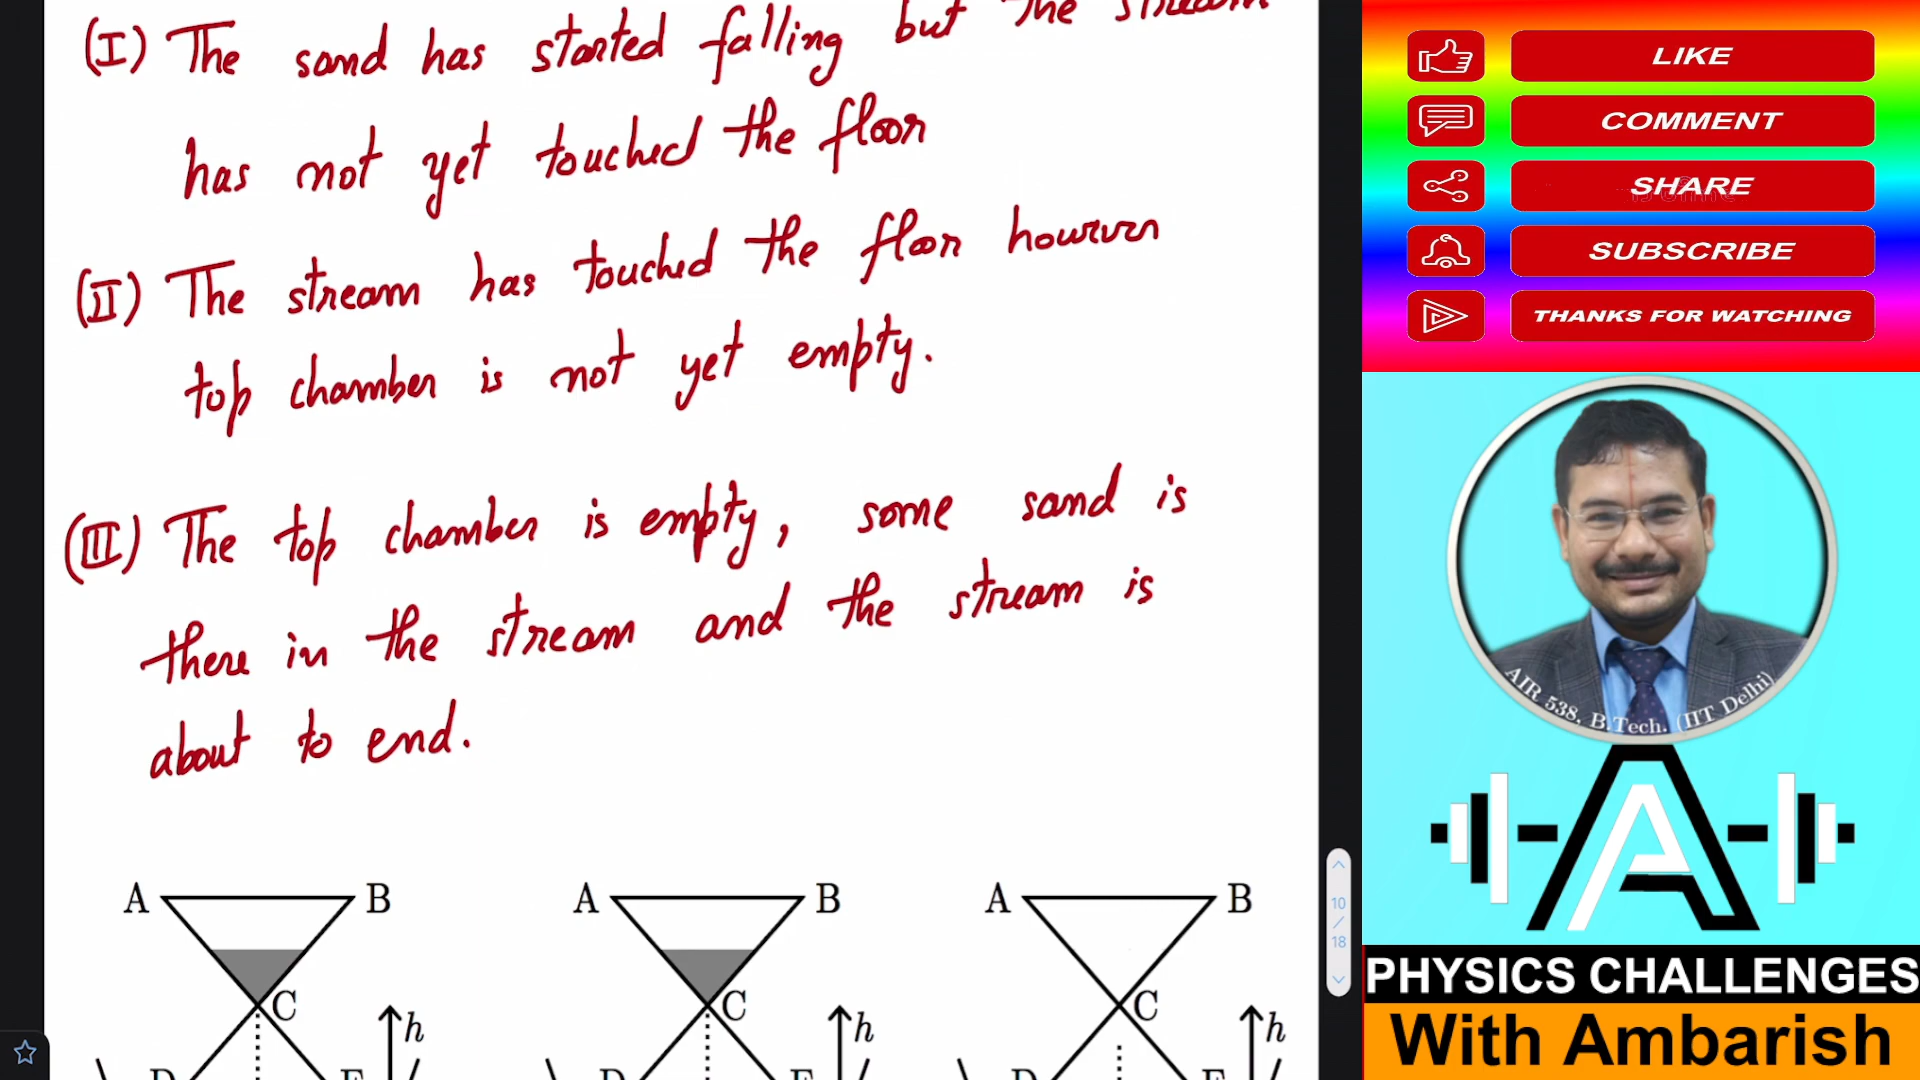 (I) The sand has started falling but the stream
has not yet touched the floor
(II) The stream has touched the floor however
top chamber is not yet empty.
(III) The top chamber is empty, some sand is
there in the stream and the stream is
about to end.
A B C h D E
A B C h D E
A B C h D E
10
/
18
LIKE
COMMENT
SHARE
SUBSCRIBE
THANKS FOR WATCHING
AIR 538, B.Tech. (IIT Delhi)
A
PHYSICS CHALLENGES
With Ambarish